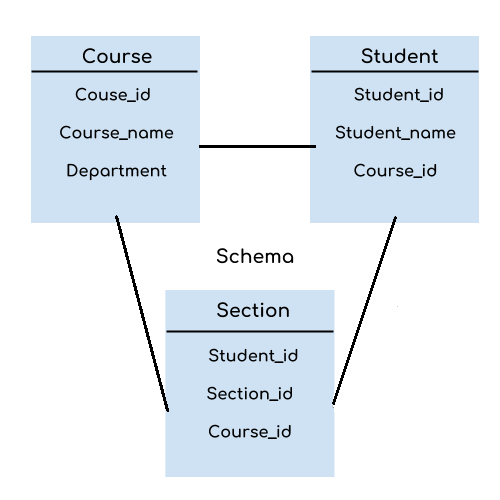 Course
Couse_id
Course_name
Department
Student
Student_id
Student_name
Course_id
Schema
Section
Student_id
Section_id
Course_id